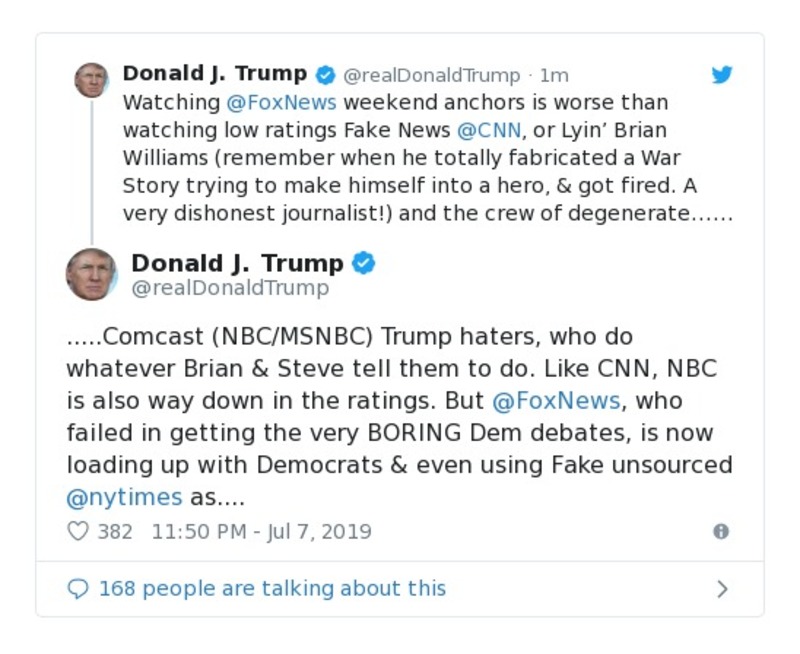 Donald J. Trump @realDonaldTrump · 1m
Watching @FoxNews weekend anchors is worse than
watching low ratings Fake News @CNN, or Lyin’ Brian
Williams (remember when he totally fabricated a War
Story trying to make himself into a hero, & got fired. A
very dishonest journalist!) and the crew of degenerate......
Donald J. Trump
@realDonaldTrump
.....Comcast (NBC/MSNBC) Trump haters, who do
whatever Brian & Steve tell them to do. Like CNN, NBC
is also way down in the ratings. But @FoxNews, who
failed in getting the very BORING Dem debates, is now
loading up with Democrats & even using Fake unsourced
@nytimes as....
382 11:50 PM - Jul 7, 2019
168 people are talking about this